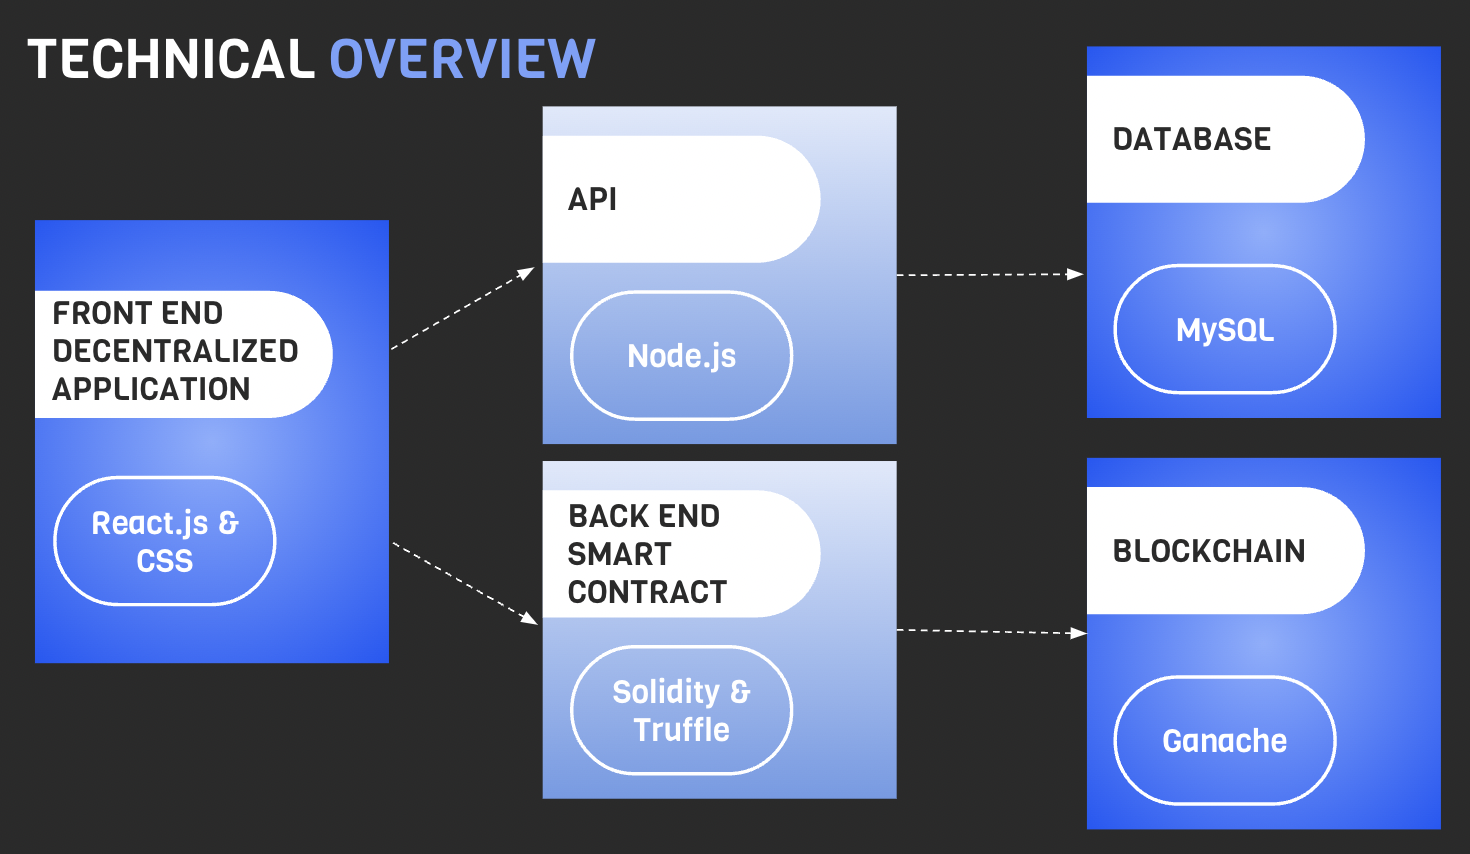 TECHNICAL OVERVIEW
FRONT END
DECENTRALIZED
APPLICATION
React.js &
CSS
API
Node.js
BACK END
SMART
CONTRACT
Solidity &
Truffle
DATABASE
MySQL
BLOCKCHAIN
Ganache